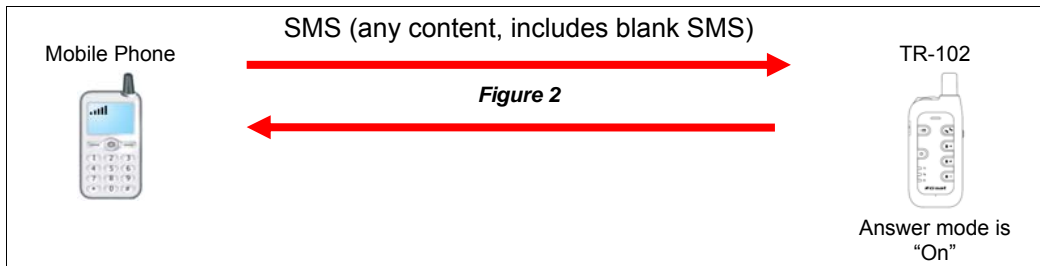 SMS (any content, includes blank SMS)
Mobile Phone
TR-102
Figure 2
Answer mode is
“On”